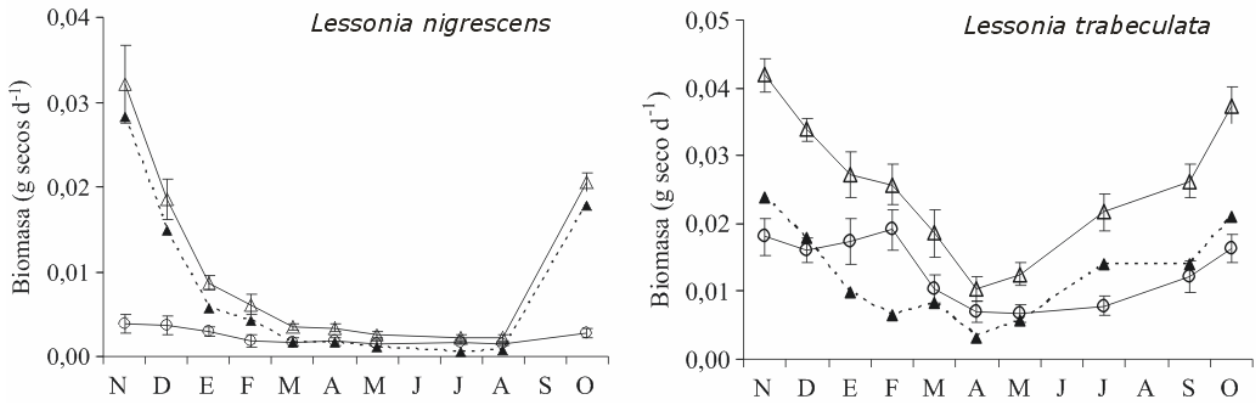 Lessonia nigrescens
Biomasa (g secos d-1)
0,04
0,03
0,02
0,01
0,00
N D E F M A M J J A S O
Lessonia trabeculata
Biomasa (g seco d-1)
0,05
0,04
0,03
0,02
0,01
0,00
N D E F M A M J J A S O